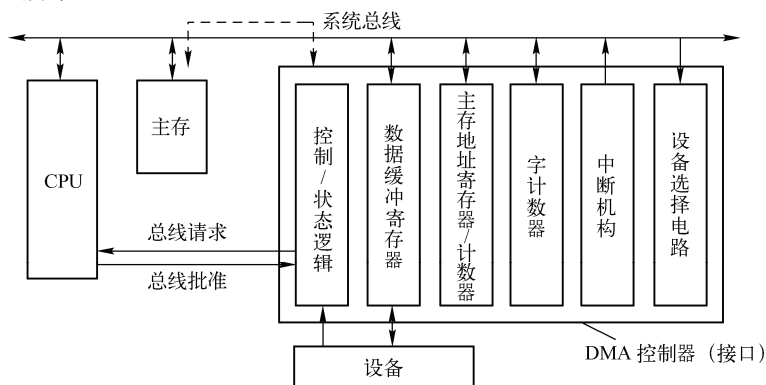 系统总线
CPU
主存
总线请求
总线批准
控制/状态逻辑
数据缓冲寄存器
主存地址寄存器/计数器
字计数器
中断机构
设备选择电路
设备
DMA 控制器（接口）